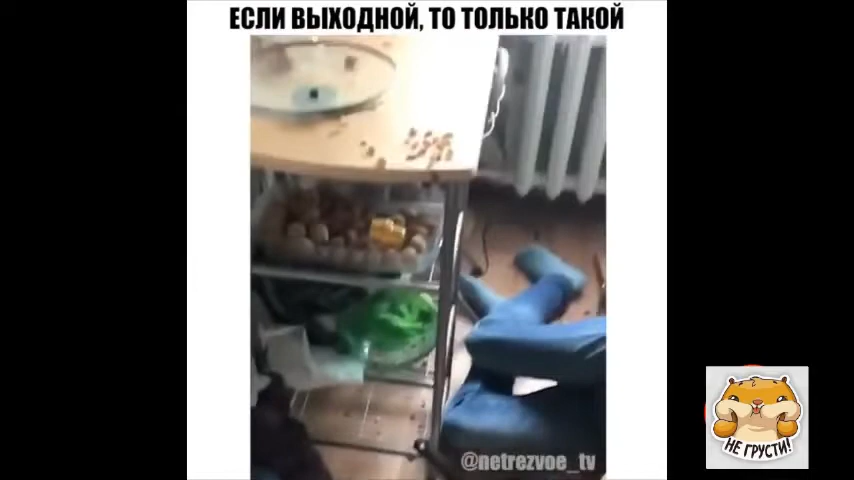 ЕСЛИ ВЫХОДНОЙ, ТО ТОЛЬКО ТАКОЙ
@netrezvoe_tv
НЕ ГРУСТИ!